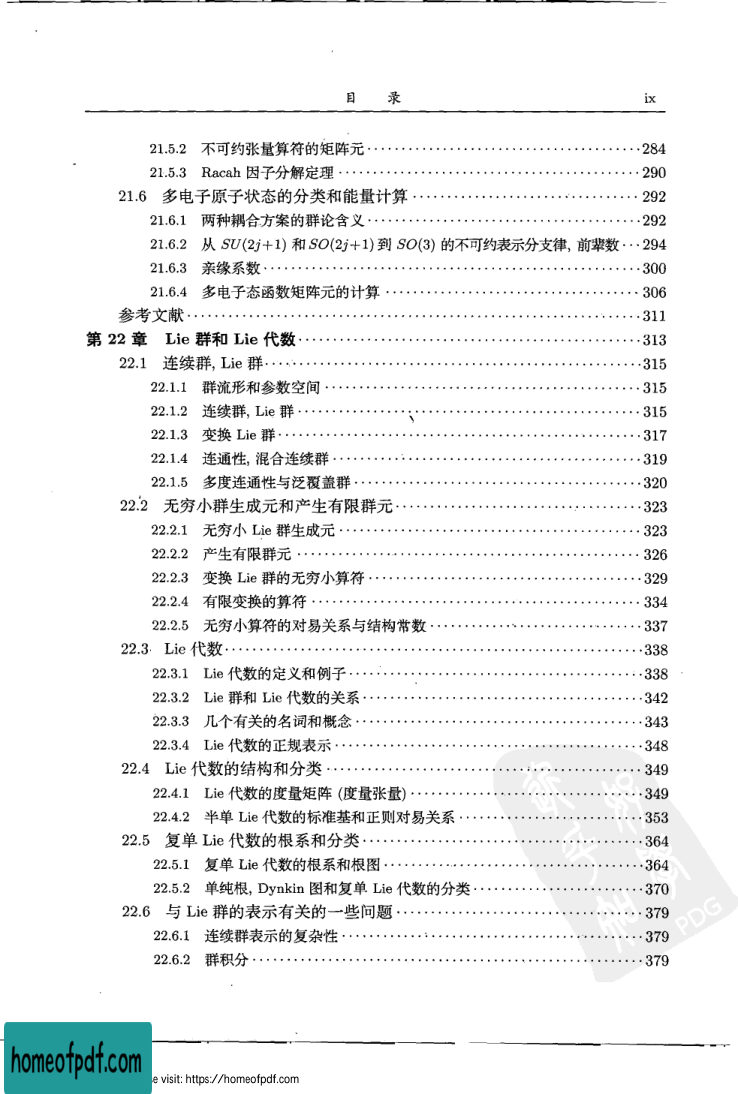 目 录 ix
21.5.2 不可约张量算符的矩阵元········284
21.5.3 Racah 因子分解定理········290
21.6 多电子原子状态的分类和能量计算········292
21.6.1 两种耦合方案的群论含义········292
21.6.2 从 SU(2j+1) 和 SO(2j+1) 到 SO(3) 的不可约表示分支律, 前辈数···294
21.6.3 亲缘系数········300
21.6.4 多电子态函数矩阵元的计算········306
参考文献········311
第 22 章 Lie 群和 Lie 代数········313
22.1 连续群, Lie 群········315
22.1.1 群流形和参数空间········315
22.1.2 连续群, Lie 群········315
22.1.3 变换 Lie 群········317
22.1.4 连通性, 混合连续群········319
22.1.5 多度连通性与泛覆盖群········320
22.2 无穷小群生成元和产生有限群元········323
22.2.1 无穷小 Lie 群生成元········323
22.2.2 产生有限群元········326
22.2.3 变换 Lie 群的无穷小算符········329
22.2.4 有限变换的算符········334
22.2.5 无穷小算符的对易关系与结构常数········337
22.3 Lie 代数········338
22.3.1 Lie 代数的定义和例子········338
22.3.2 Lie 群和 Lie 代数的关系········342
22.3.3 几个有关的名词和概念········343
22.3.4 Lie 代数的正规表示········348
22.4 Lie 代数的结构和分类········349
22.4.1 Lie 代数的度量矩阵 (度量张量)········349
22.4.2 半单 Lie 代数的标准基和正则对易关系········353
22.5 复单 Lie 代数的根系和分类········364
22.5.1 复单 Lie 代数的根系和根图········364
22.5.2 单纯根, Dynkin 图和复单 Lie 代数的分类········370
22.6 与 Lie 群的表示有关的一些问题········379
22.6.1 连续群表示的复杂性········379
22.6.2 群积分········379
PDG
homeofpdf.com
e visit: https://homeofpdf.com